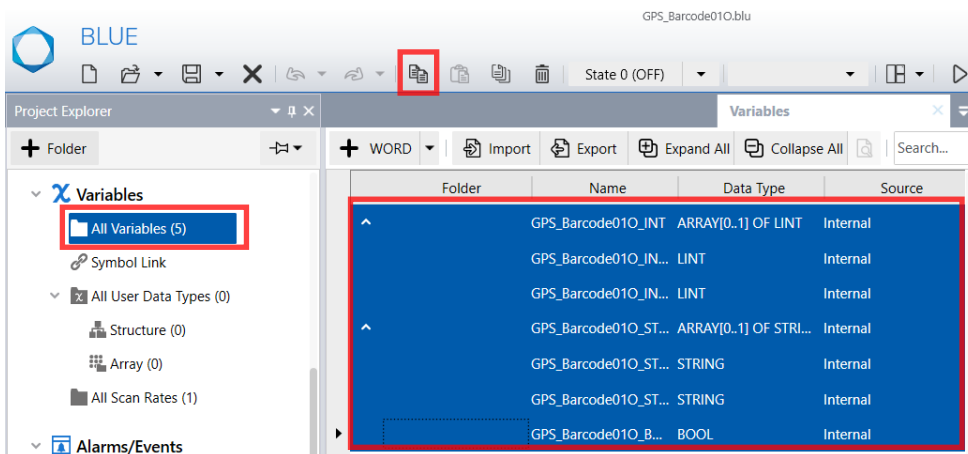 GPS_Barcode01O.blu
BLUE
State 0 (OFF)
Project Explorer
Variables
Folder
WORD
Import
Export
Expand All
Collapse All
Search...
Folder Name Data Type Source
Variables
All Variables (5)
Symbol Link
All User Data Types (0)
Structure (0)
Array (0)
All Scan Rates (1)
Alarms/Events
GPS_Barcode01O_INT ARRAY[0..1] OF LINT Internal
GPS_Barcode01O_IN... LINT Internal
GPS_Barcode01O_IN... LINT Internal
GPS_Barcode01O_ST... ARRAY[0..1] OF STRI... Internal
GPS_Barcode01O_ST... STRING Internal
GPS_Barcode01O_ST... STRING Internal
GPS_Barcode01O_B... BOOL Internal